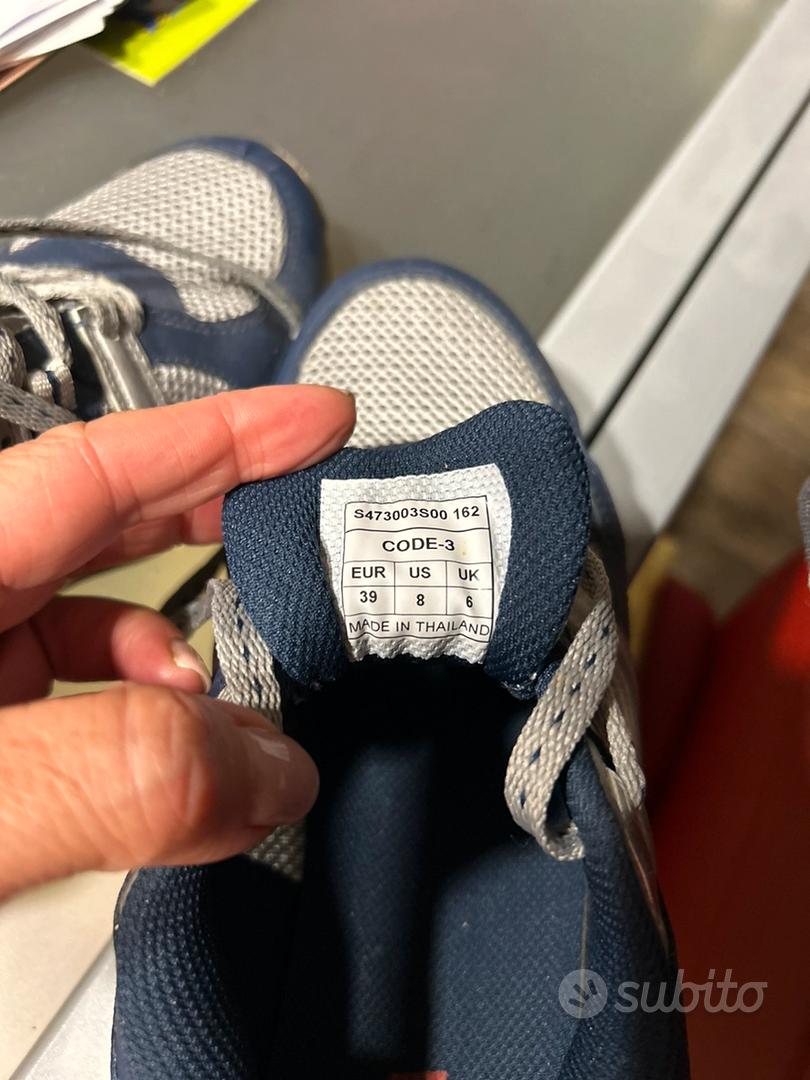 S473003S00 162
CODE-3
EUR US UK
39 8 6
MADE IN THAILAND
subito